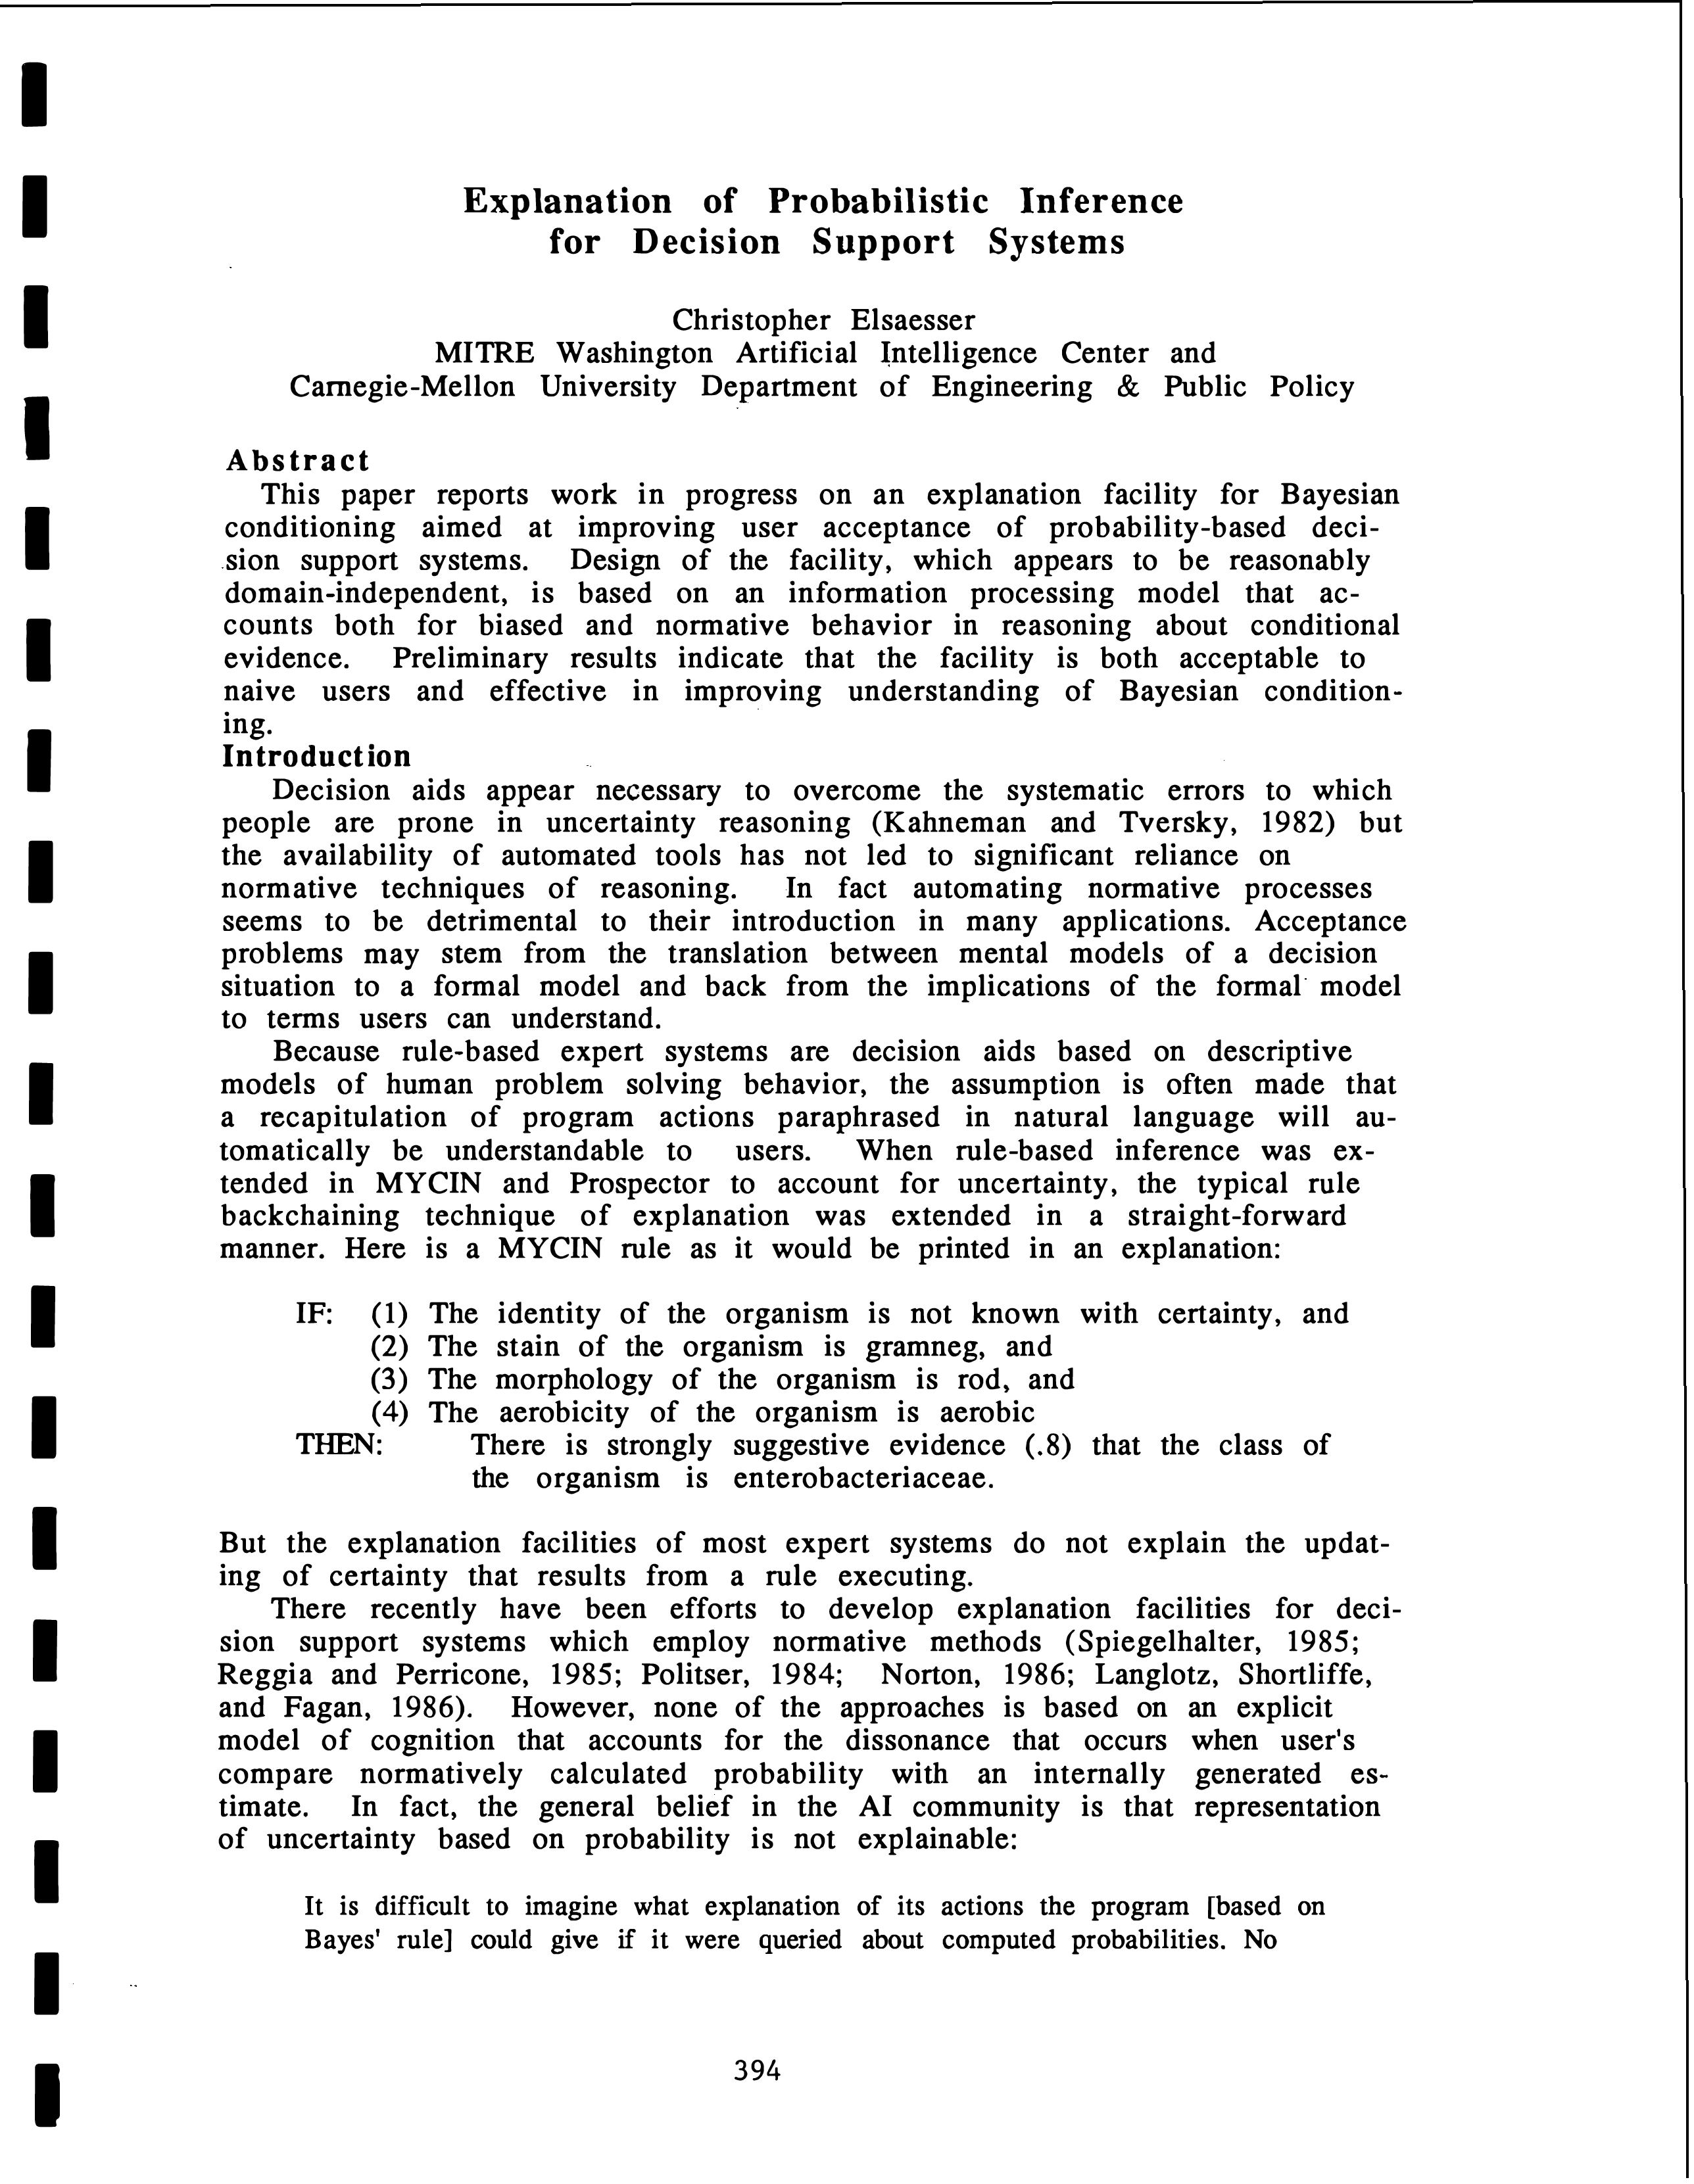 Explanation of Probabilistic Inference
for Decision Support Systems
Christopher Elsaesser
MITRE Washington Artificial Intelligence Center and
Carnegie-Mellon University Department of Engineering & Public Policy
Abstract
This paper reports work in progress on an explanation facility for Bayesian
conditioning aimed at improving user acceptance of probability-based deci-
sion support systems. Design of the facility, which appears to be reasonably
domain-independent, is based on an information processing model that ac-
counts both for biased and normative behavior in reasoning about conditional
evidence. Preliminary results indicate that the facility is both acceptable to
naive users and effective in improving understanding of Bayesian condition-
ing.
Introduction
Decision aids appear necessary to overcome the systematic errors to which
people are prone in uncertainty reasoning (Kahneman and Tversky, 1982) but
the availability of automated tools has not led to significant reliance on
normative techniques of reasoning. In fact automating normative processes
seems to be detrimental to their introduction in many applications. Acceptance
problems may stem from the translation between mental models of a decision
situation to a formal model and back from the implications of the formal model
to terms users can understand.
Because rule-based expert systems are decision aids based on descriptive
models of human problem solving behavior, the assumption is often made that
a recapitulation of program actions paraphrased in natural language will au-
tomatically be understandable to users. When rule-based inference was ex-
tended in MYCIN and Prospector to account for uncertainty, the typical rule
backchaining technique of explanation was extended in a straight-forward
manner. Here is a MYCIN rule as it would be printed in an explanation:
IF: (1) The identity of the organism is not known with certainty, and
(2) The stain of the organism is gramneg, and
(3) The morphology of the organism is rod, and
(4) The aerobicity of the organism is aerobic
THEN: There is strongly suggestive evidence (.8) that the class of
the organism is enterobacteriaceae.
But the explanation facilities of most expert systems do not explain the updat-
ing of certainty that results from a rule executing.
There recently have been efforts to develop explanation facilities for deci-
sion support systems which employ normative methods (Spiegelhalter, 1985;
Reggia and Perricone, 1985; Politser, 1984; Norton, 1986; Langlotz, Shortliffe,
and Fagan, 1986). However, none of the approaches is based on an explicit
model of cognition that accounts for the dissonance that occurs when user's
compare normatively calculated probability with an internally generated es-
timate. In fact, the general belief in the AI community is that representation
of uncertainty based on probability is not explainable:
It is difficult to imagine what explanation of its actions the program [based on
Bayes' rule] could give if it were queried about computed probabilities. No
394